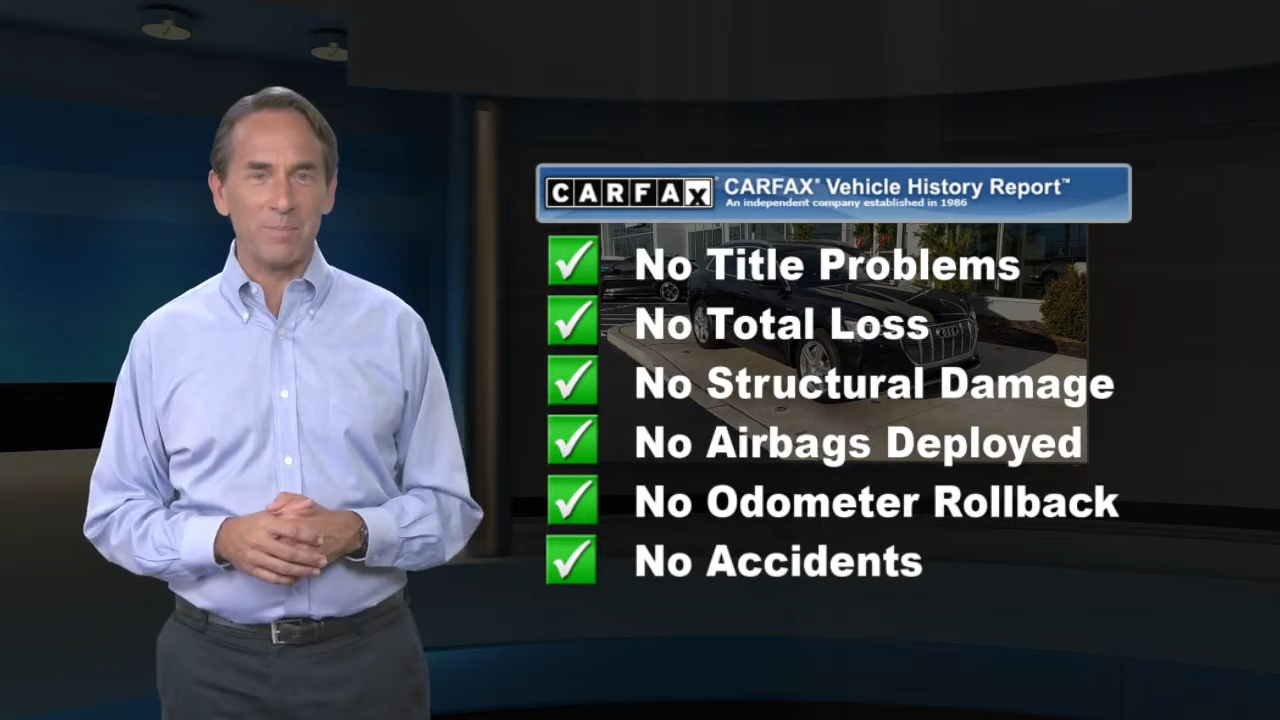 CARFAX CARFAX® Vehicle History Report™
An independent company established in 1986
No Title Problems
No Total Loss
No Structural Damage
No Airbags Deployed
No Odometer Rollback
No Accidents